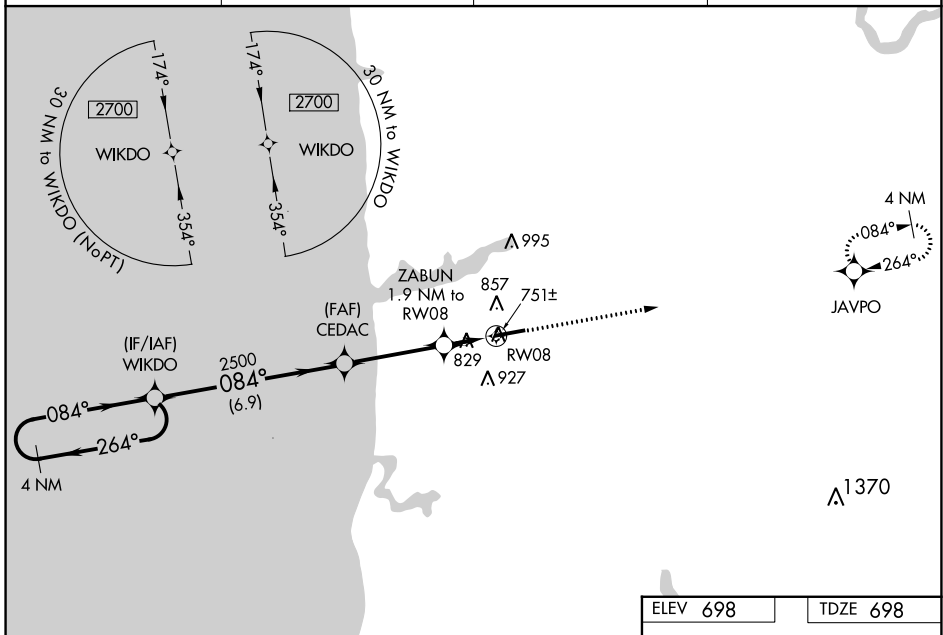 174°
2700
WIKDO
354°
30 NM to WIKDO (NoPT)
174°
2700
WIKDO
354°
30 NM to WIKDO
4 NM
084°
264°
JAVPO
995
ZABUN
1.9 NM to
RW08
857
751±
(FAF)
CEDAC
RW08
829
927
(IF/IAF)
WIKDO
2500
084°
(6.9)
084°
264°
4 NM
1370
ELEV 698
TDZE 698